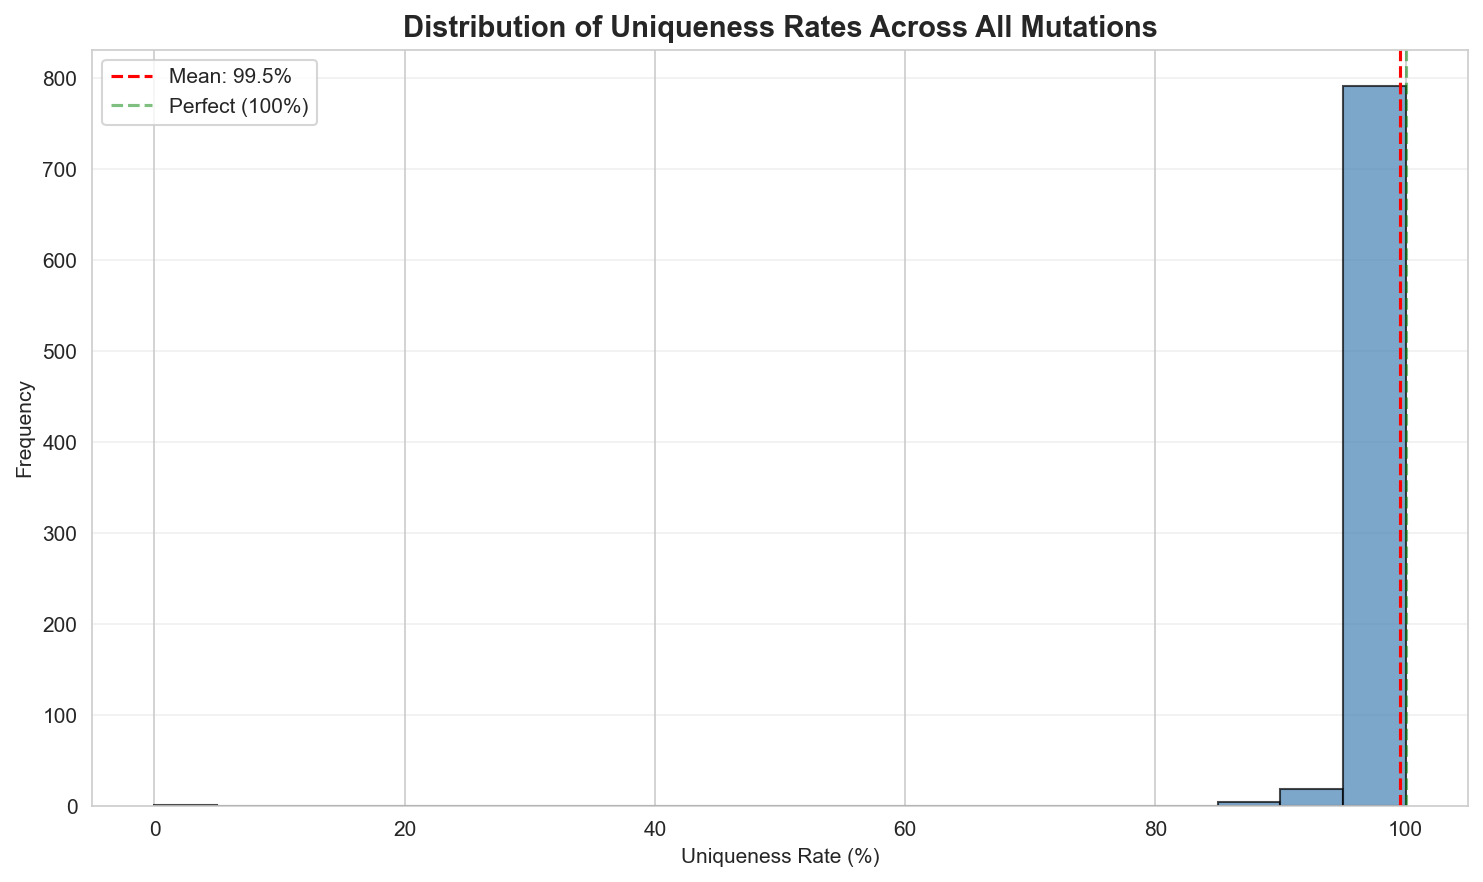 Distribution of Uniqueness Rates Across All Mutations
Mean: 99.5%
Perfect (100%)
800
700
600
500
400
300
200
100
0
Frequency
0 20 40 60 80 100
Uniqueness Rate (%)